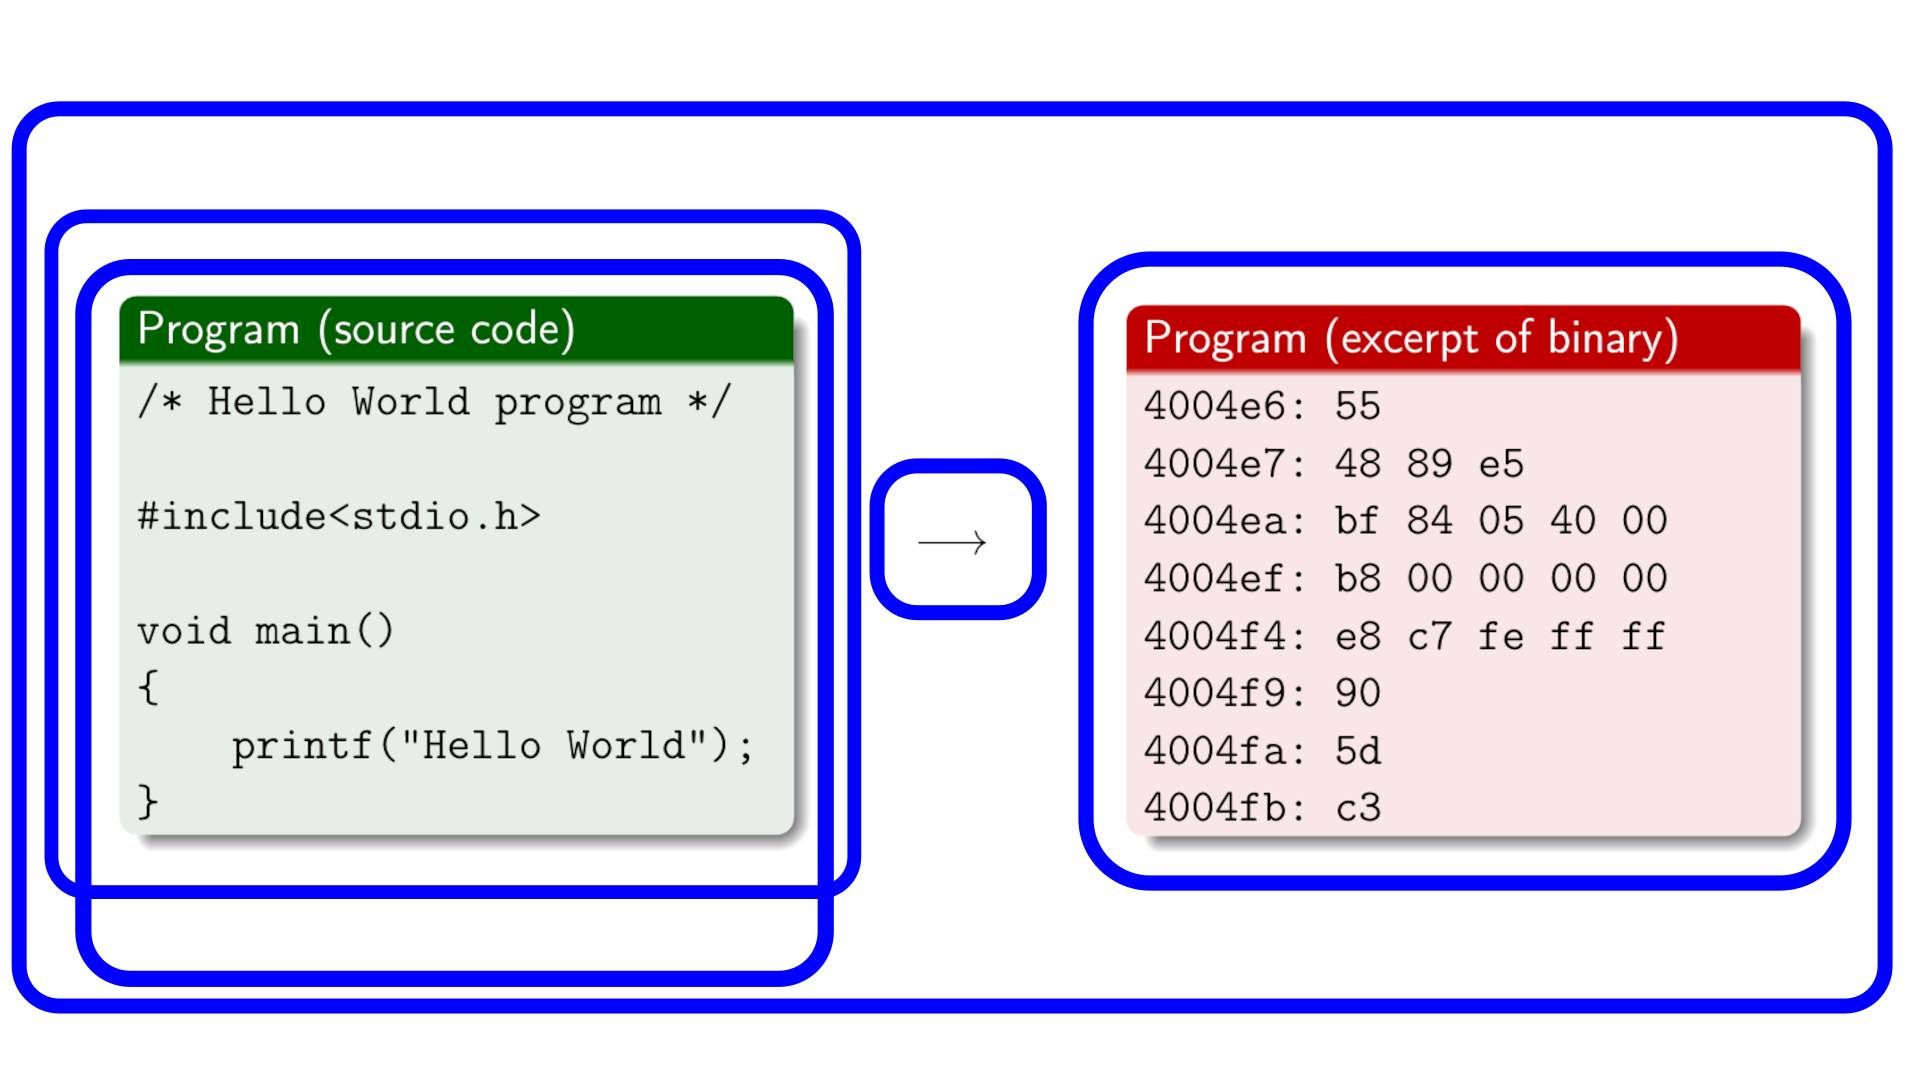 Program (source code)
/* Hello World program */
#include<stdio.h>
void main()
{
    printf("Hello World");
}
⟶
Program (excerpt of binary)
4004e6: 55
4004e7: 48 89 e5
4004ea: bf 84 05 40 00
4004ef: b8 00 00 00 00
4004f4: e8 c7 fe ff ff
4004f9: 90
4004fa: 5d
4004fb: c3